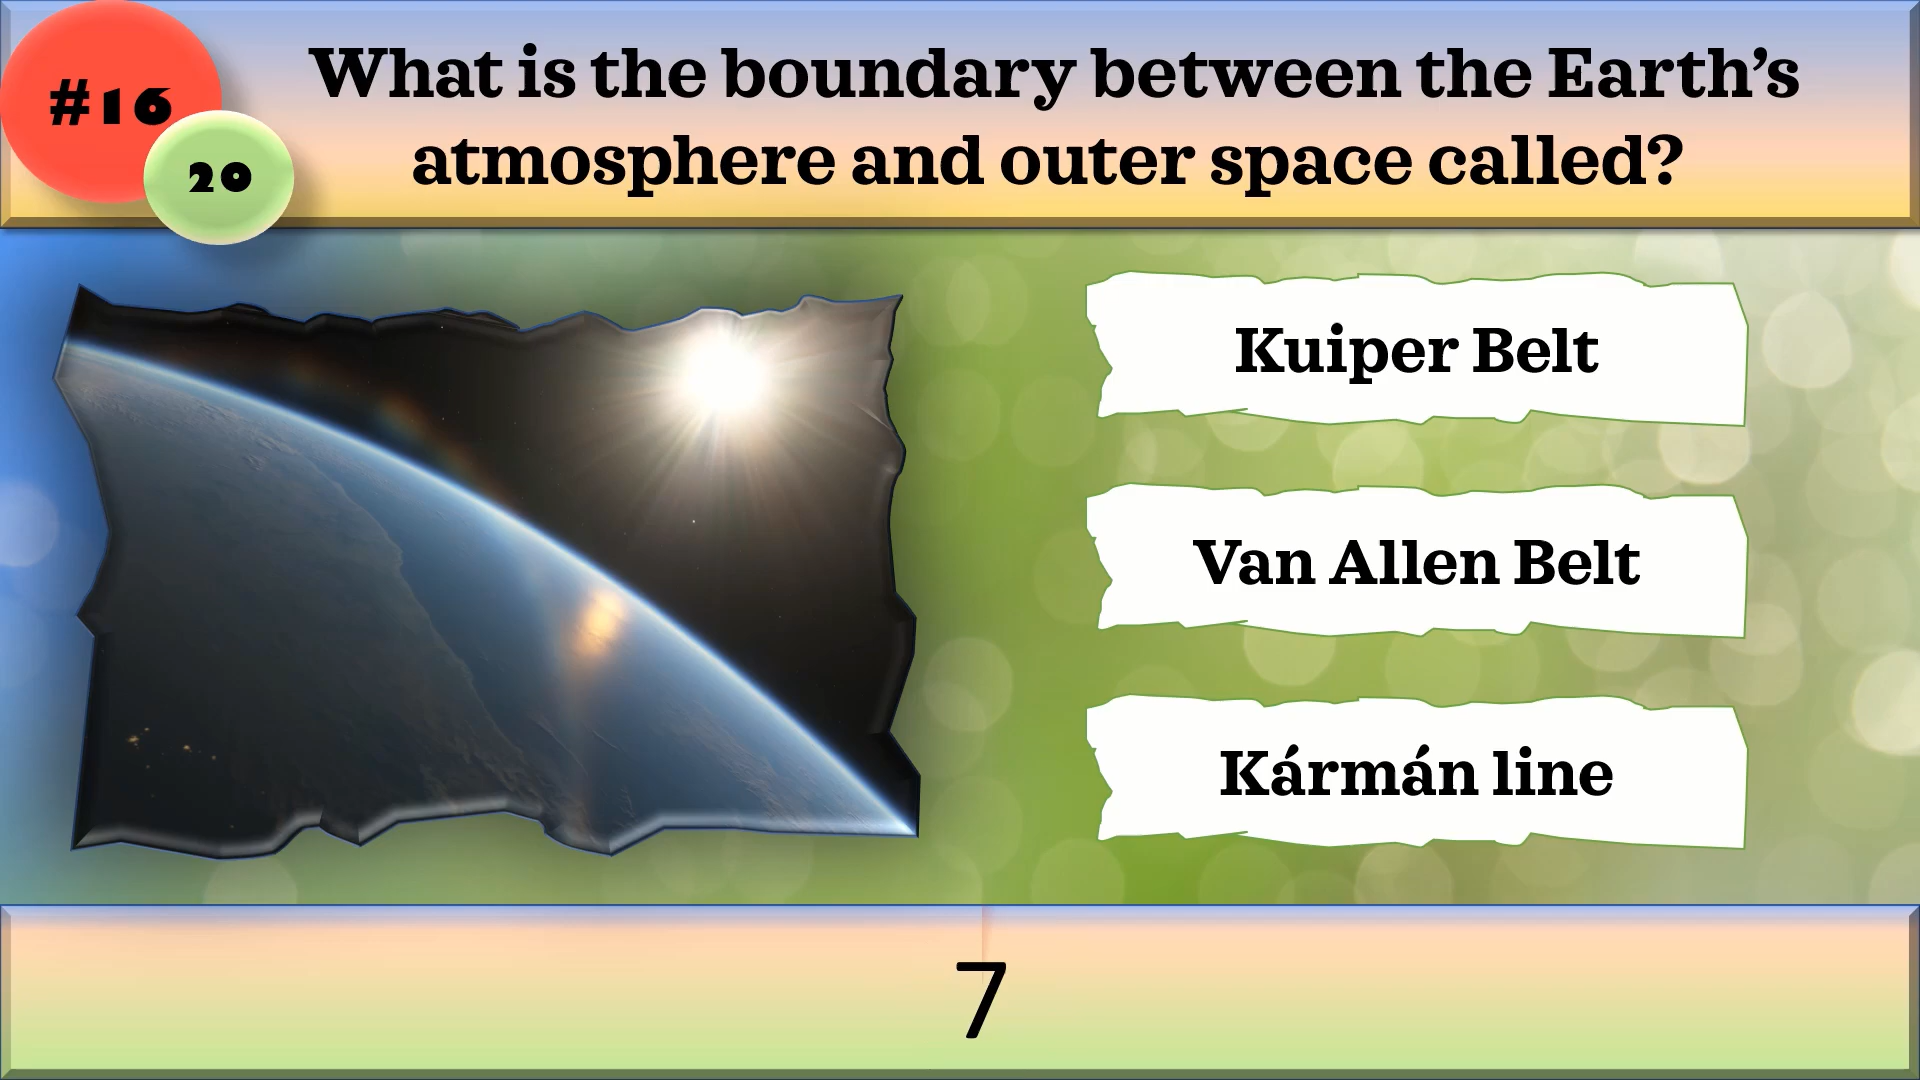 #16
20
What is the boundary between the Earth’s
atmosphere and outer space called?
Kuiper Belt
Van Allen Belt
Kármán line
7